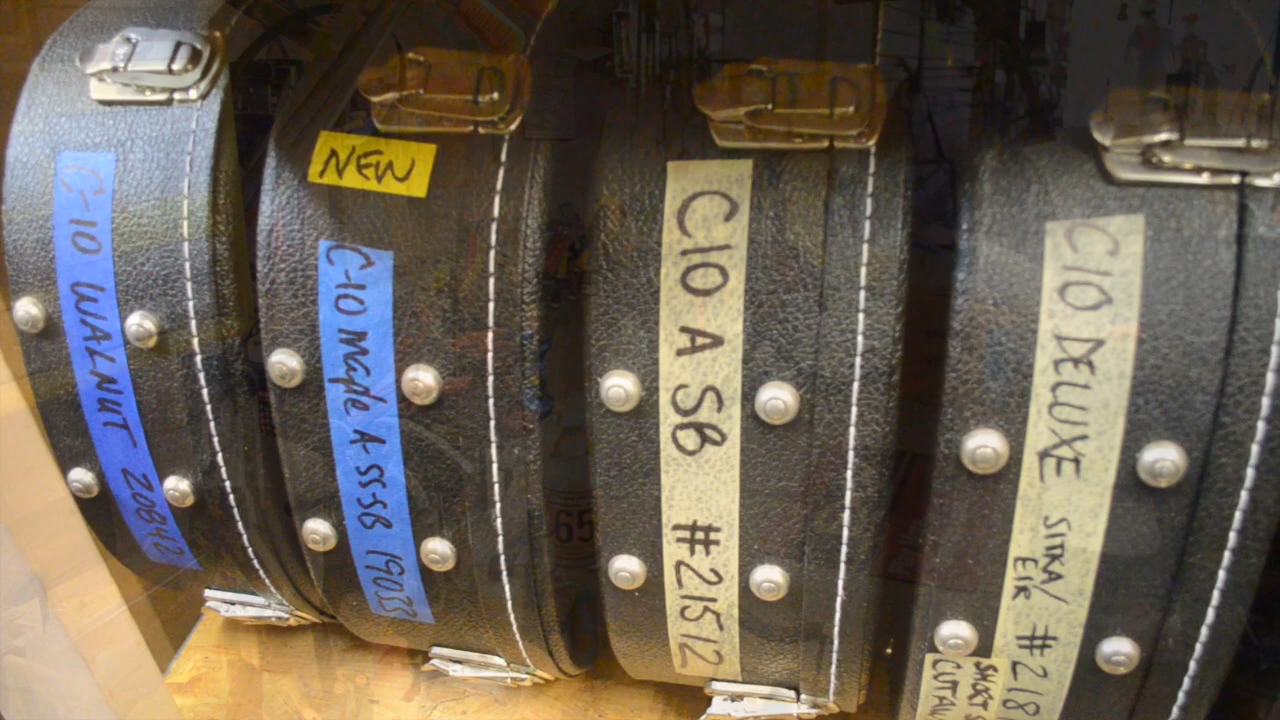 C-10 WALNUT 20842
NEW
C-10 Maple A SS-SB 19033
C10 A SB #21512
C10 DELUXE SITKA/
EIR #218
SHORT S
CUTAW
65